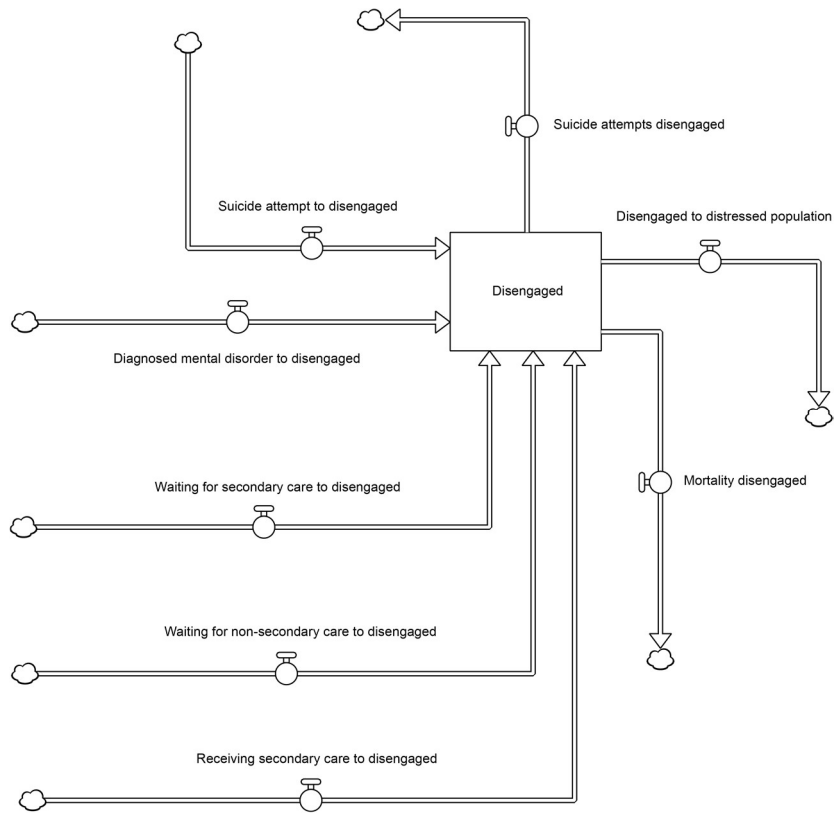 Suicide attempts disengaged
Suicide attempt to disengaged
Disengaged to distressed population
Disengaged
Diagnosed mental disorder to disengaged
Mortality disengaged
Waiting for secondary care to disengaged
Waiting for non-secondary care to disengaged
Receiving secondary care to disengaged